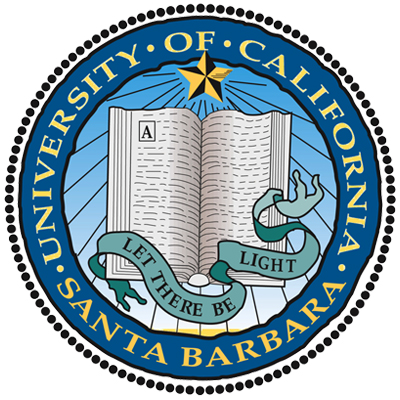 UNIVERSITY·OF·CALIFORNIA
·SANTA BARBARA·
A
LET THERE BE
LIGHT